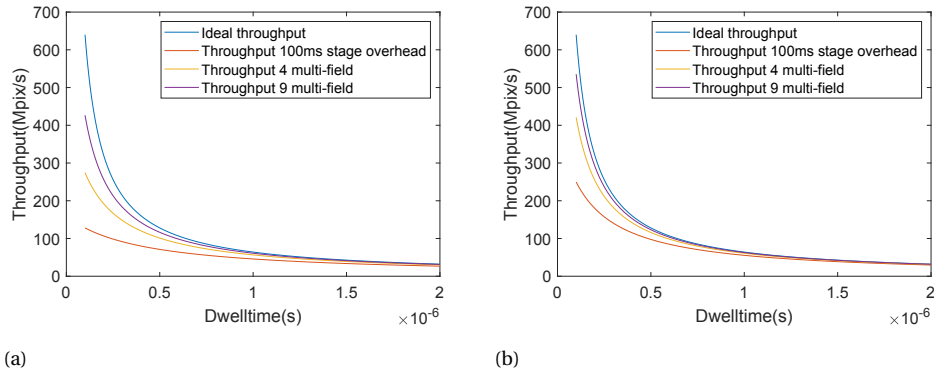 700
600
500
400
300
200
100
0
Throughput(Mpix/s)
Ideal throughput
Throughput 100ms stage overhead
Throughput 4 multi-field
Throughput 9 multi-field
0 0.5 1 1.5 2
Dwelltime(s)
×10⁻⁶
(a)
700
600
500
400
300
200
100
0
Throughput(Mpix/s)
Ideal throughput
Throughput 100ms stage overhead
Throughput 4 multi-field
Throughput 9 multi-field
0 0.5 1 1.5 2
Dwelltime(s)
×10⁻⁶
(b)